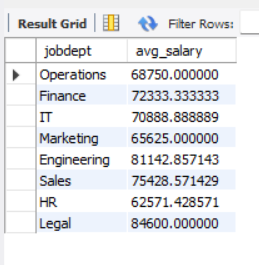 Result Grid Filter Rows:
jobdept avg_salary
Operations 68750.000000
Finance 72333.333333
IT 70888.888889
Marketing 65625.000000
Engineering 81142.857143
Sales 75428.571429
HR 62571.428571
Legal 84600.000000